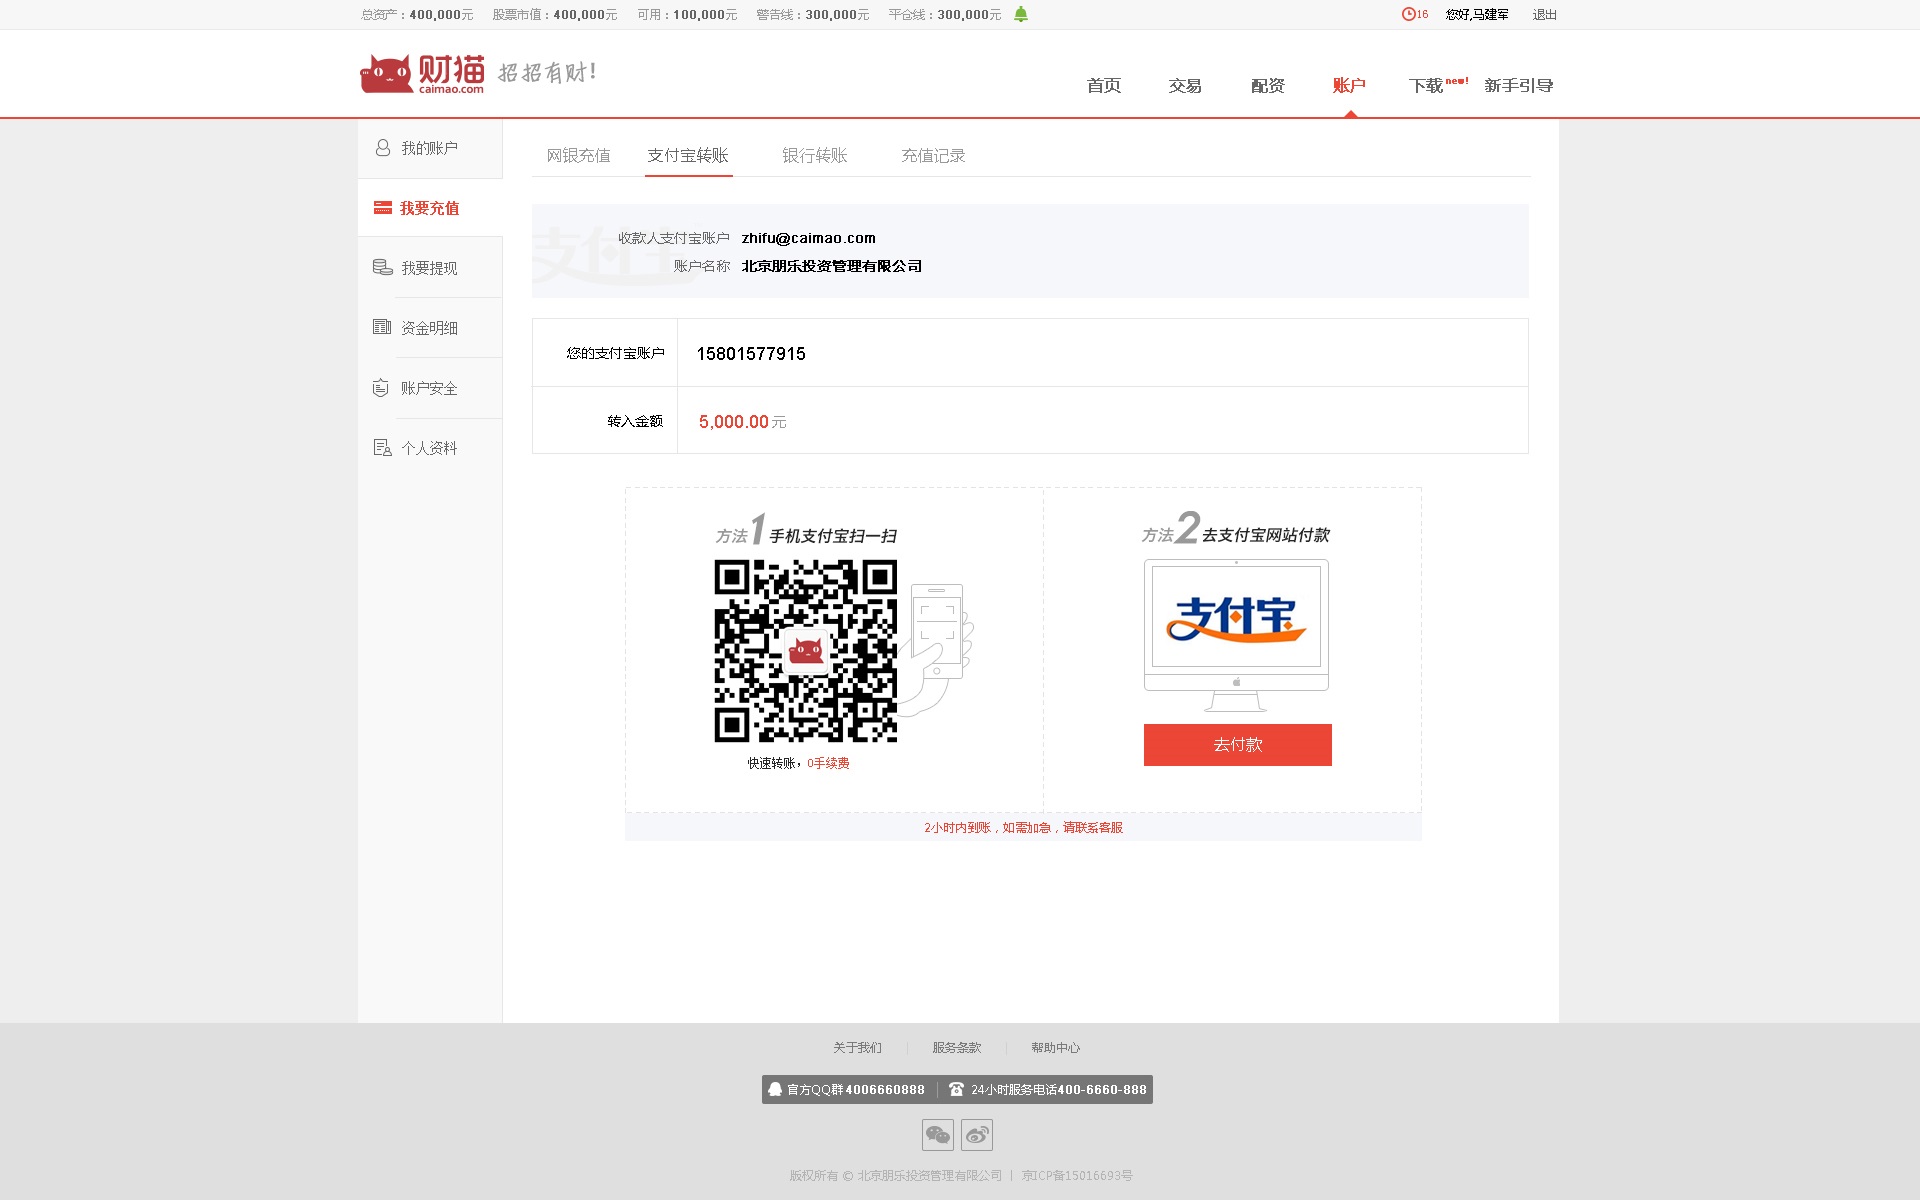 总资产：400,000元 股票市值：400,000元 可用：100,000元 警告线：300,000元 平仓线：300,000元 16 您好,马建军 退出
财猫 招招有财!
caimao.com
首页 交易 配资 账户 下载 new! 新手引导
我的账户
我要充值
我要提现
资金明细
账户安全
个人资料
网银充值 支付宝转账 银行转账 充值记录
支付宝
收款人支付宝账户 zhifu@caimao.com
账户名称 北京朋乐投资管理有限公司
您的支付宝账户 15801577915
转入金额 5,000.00元
方法1手机支付宝扫一扫
快速转账，0手续费
方法2去支付宝网站付款
支付宝
去付款
2小时内到账，如需加急，请联系客服
关于我们 服务条款 帮助中心
官方QQ群4006660888 24小时服务电话400-6660-888
版权所有 © 北京朋乐投资管理有限公司 | 京ICP备15016693号